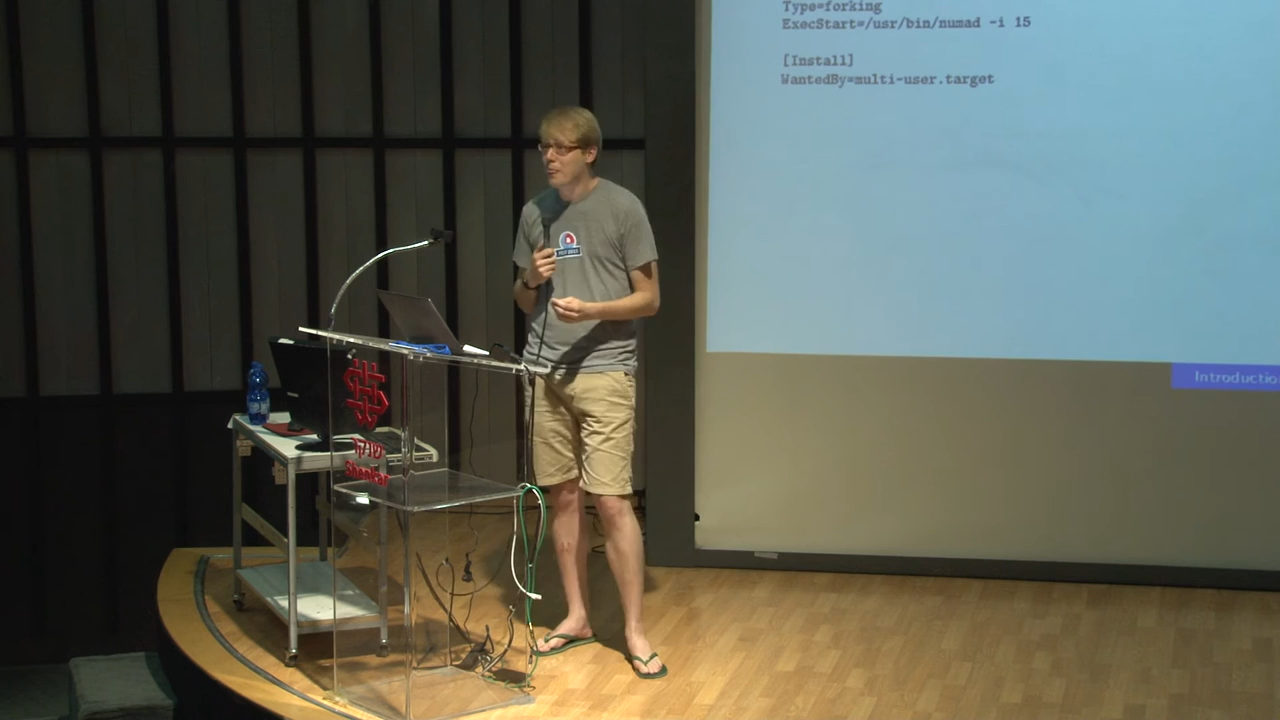 Type=forking
ExecStart=/usr/bin/numad -i 15
[Install]
WantedBy=multi-user.target
Introductio
שנקר
Shenkar